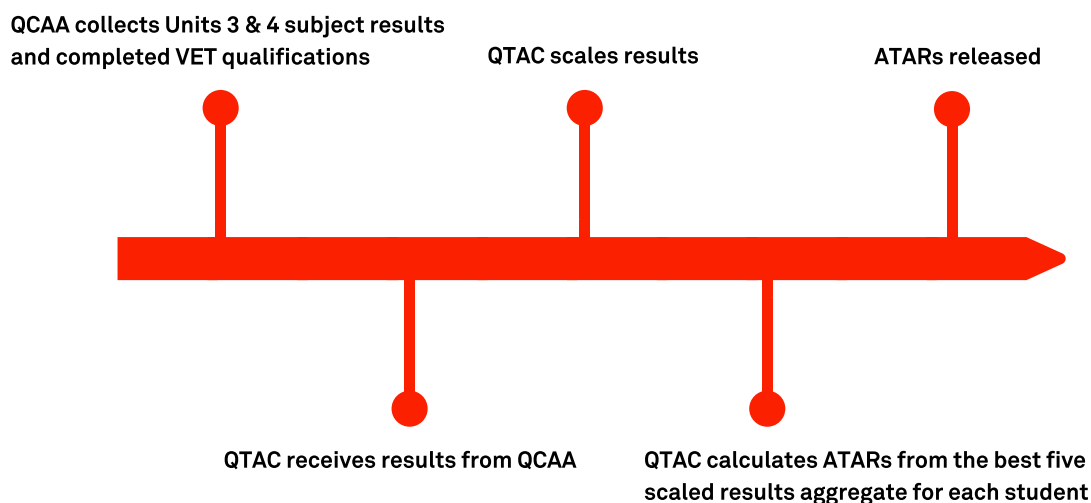 QCAA collects Units 3 & 4 subject results
and completed VET qualifications
QTAC receives results from QCAA
QTAC scales results
QTAC calculates ATARs from the best five
scaled results aggregate for each student
ATARs released